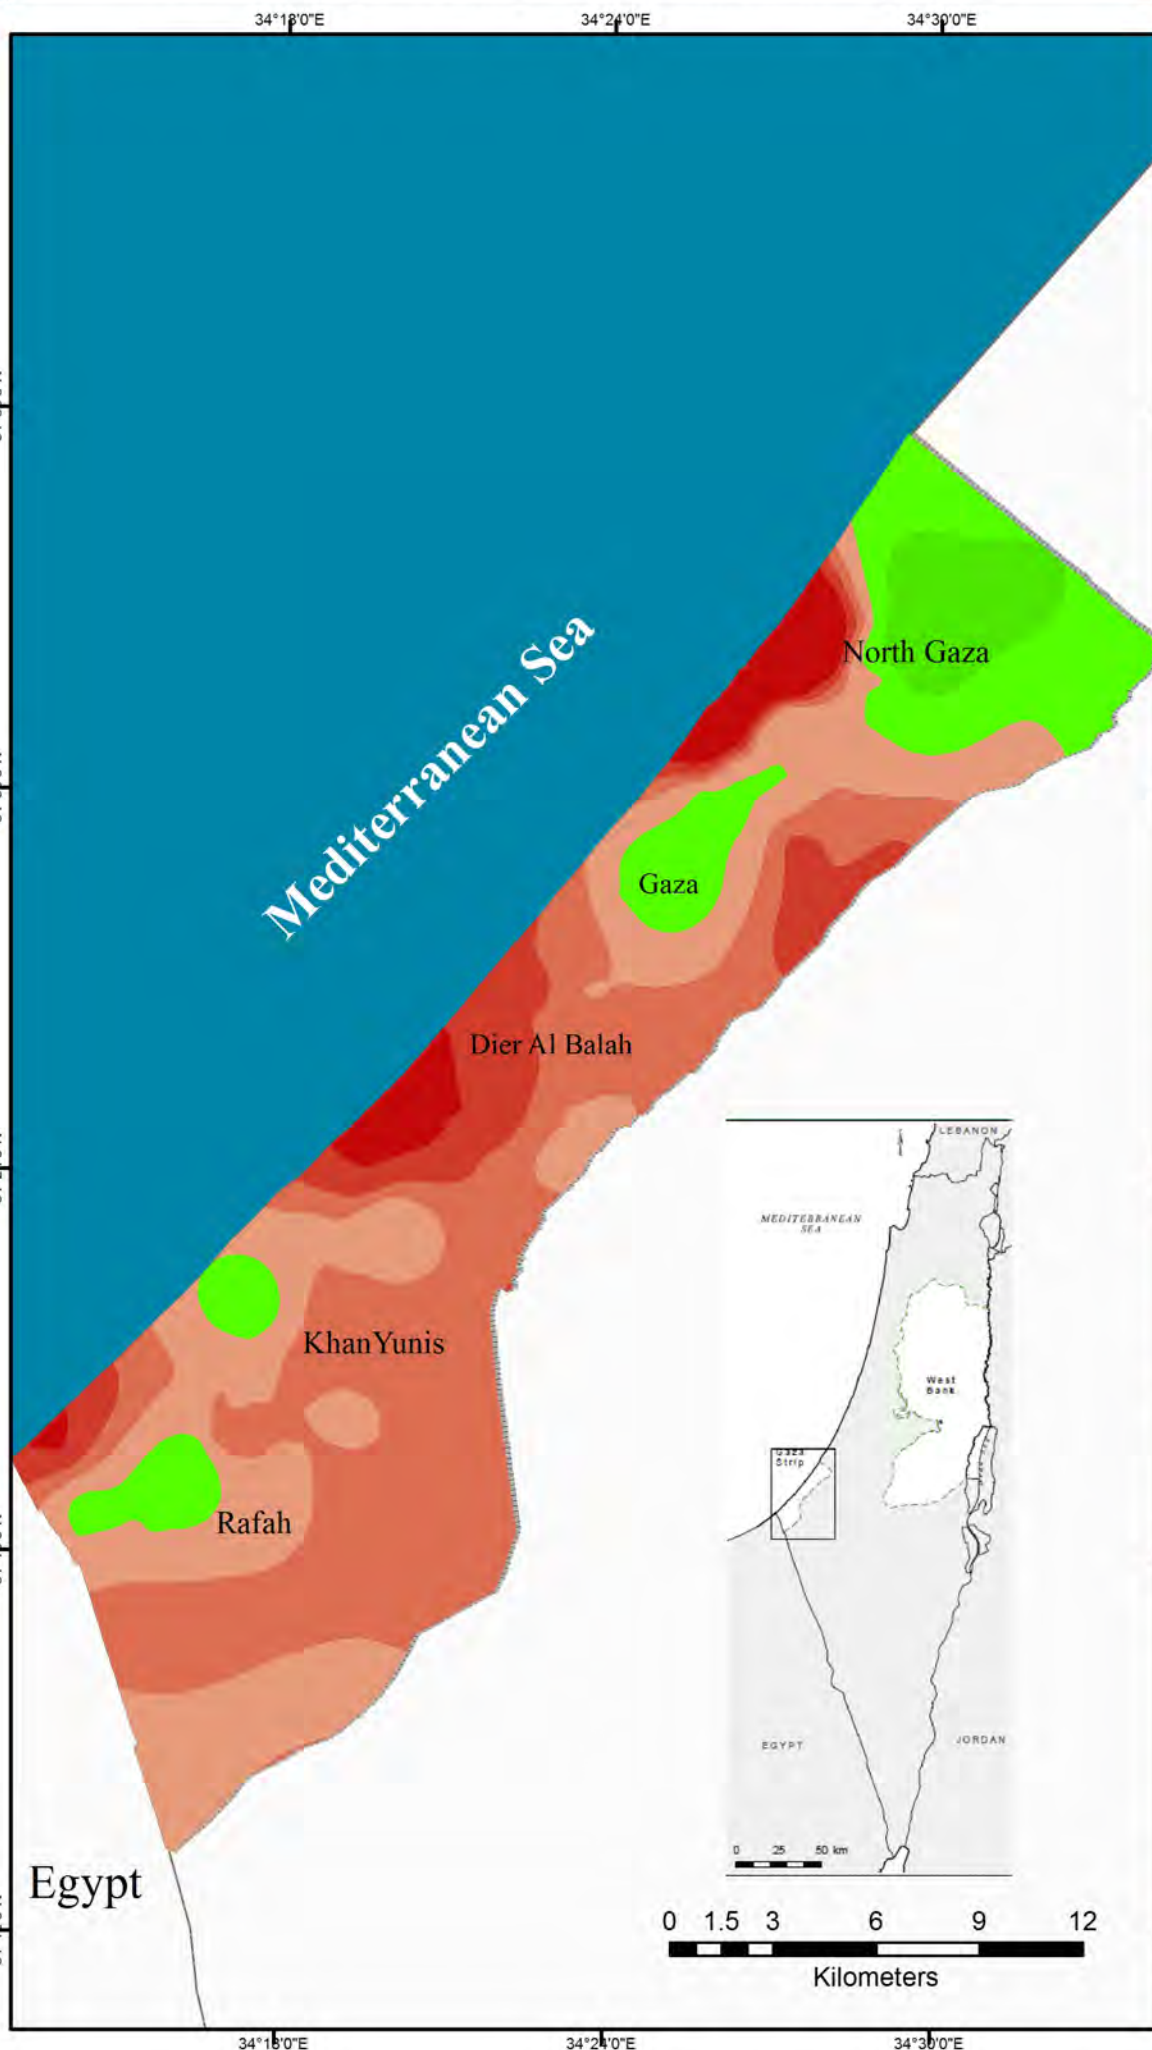 34°18'0"E 34°24'0"E 34°30'0"E
Mediterranean Sea
North Gaza
Gaza
Dier Al Balah
KhanYunis
Rafah
Egypt
LEBANON
MEDITERRANEAN
SEA
West
Bank
Gaza
Strip
EGYPT
JORDAN
0 25 50 km
0 1.5 3 6 9 12
Kilometers
34°18'0"E 34°24'0"E 34°30'0"E